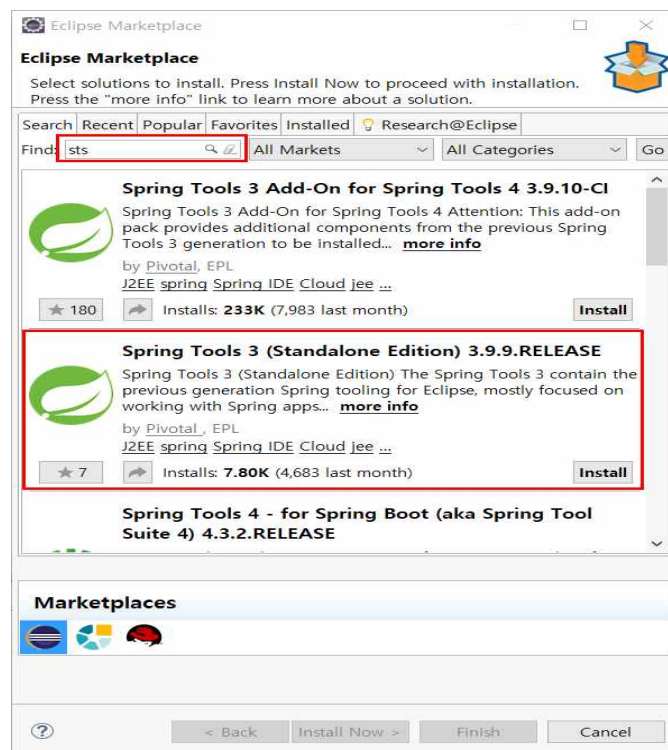 Eclipse Marketplace
Eclipse Marketplace
Select solutions to install. Press Install Now to proceed with installation.
Press the "more info" link to learn more about a solution.
Search Recent Popular Favorites Installed Research@Eclipse
Find: sts All Markets All Categories Go
Spring Tools 3 Add-On for Spring Tools 4 3.9.10-CI
Spring Tools 3 Add-On for Spring Tools 4 Attention: This add-on
pack provides additional components from the previous Spring
Tools 3 generation to be installed... more info
by Pivotal, EPL
J2EE spring Spring IDE Cloud jee ...
180 Installs: 233K (7,983 last month) Install
Spring Tools 3 (Standalone Edition) 3.9.9.RELEASE
Spring Tools 3 (Standalone Edition) The Spring Tools 3 contain the
previous generation Spring tooling for Eclipse, mostly focused on
working with Spring apps... more info
by Pivotal , EPL
J2EE spring Spring IDE Cloud jee ...
7 Installs: 7.80K (4,683 last month) Install
Spring Tools 4 - for Spring Boot (aka Spring Tool
Suite 4) 4.3.2.RELEASE
Marketplaces
? < Back Install Now > Finish Cancel